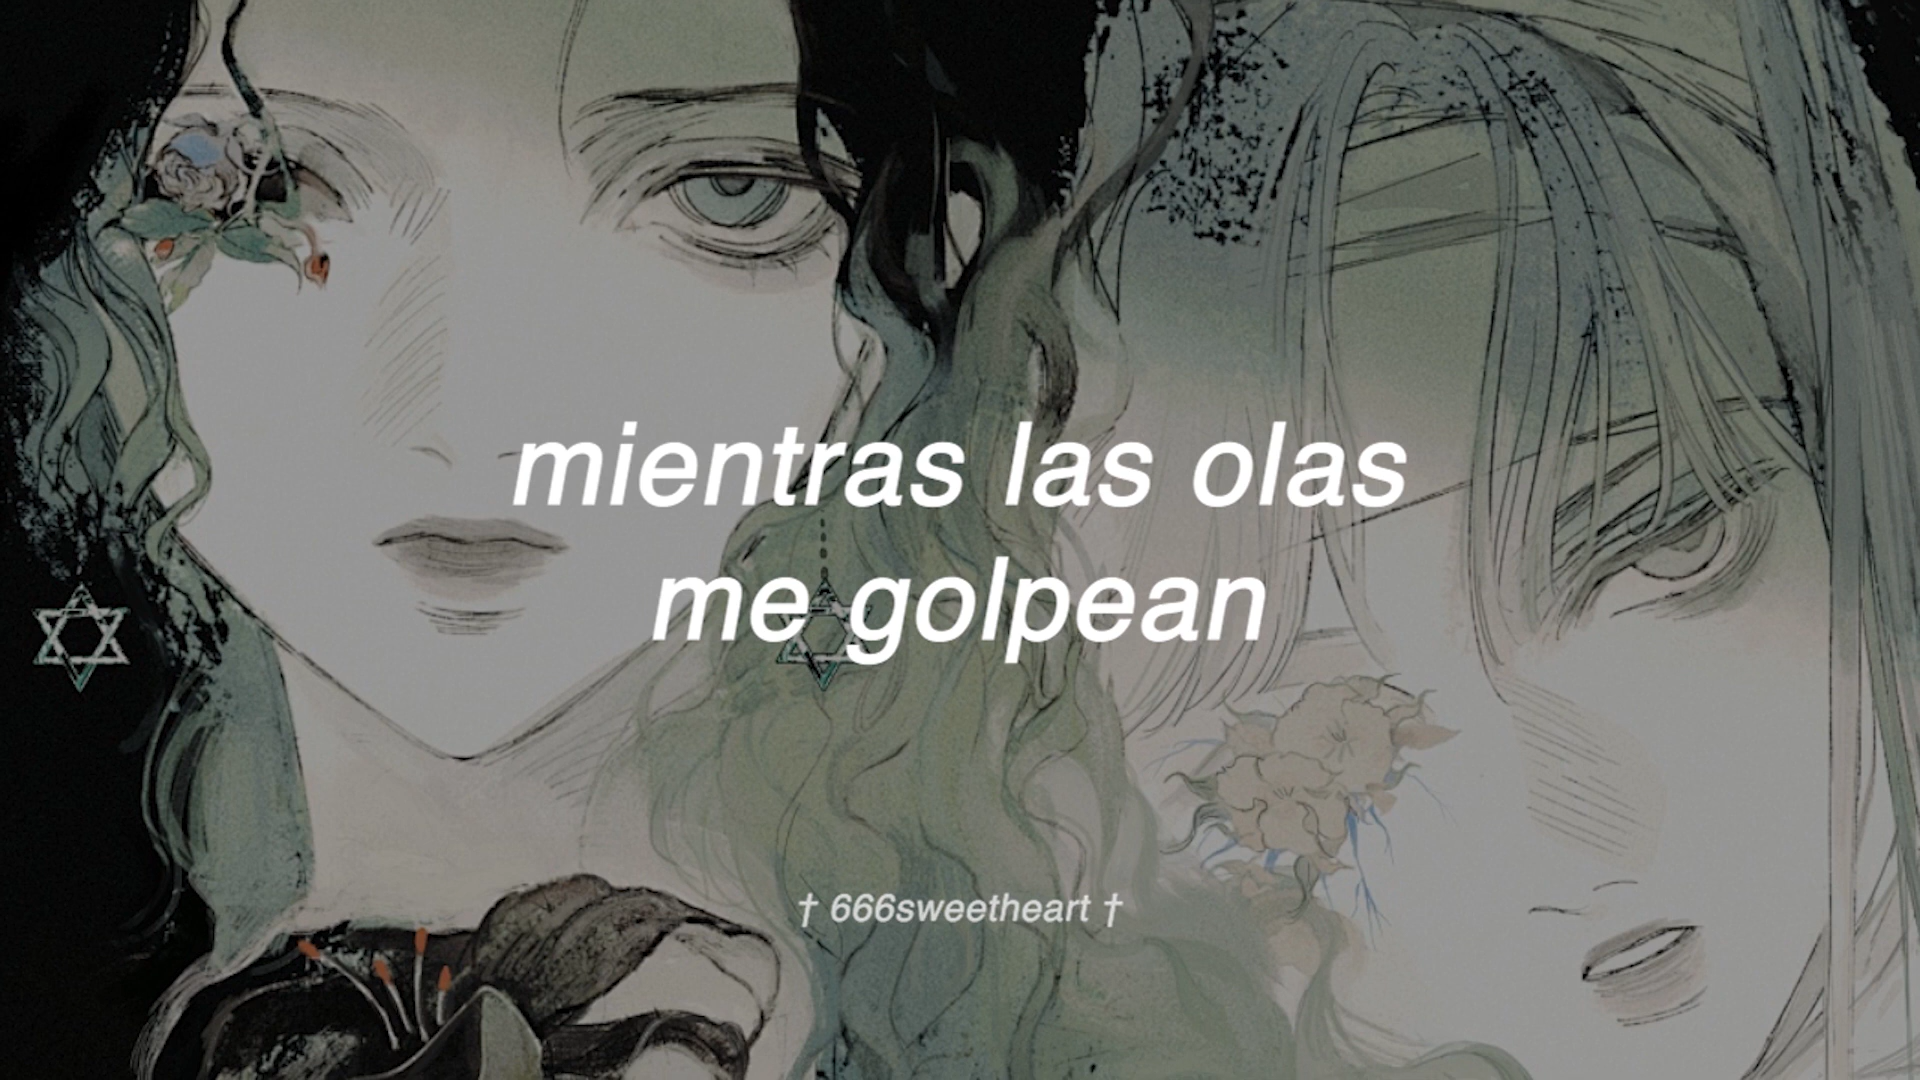 mientras las olas
me golpean
† 666sweetheart †